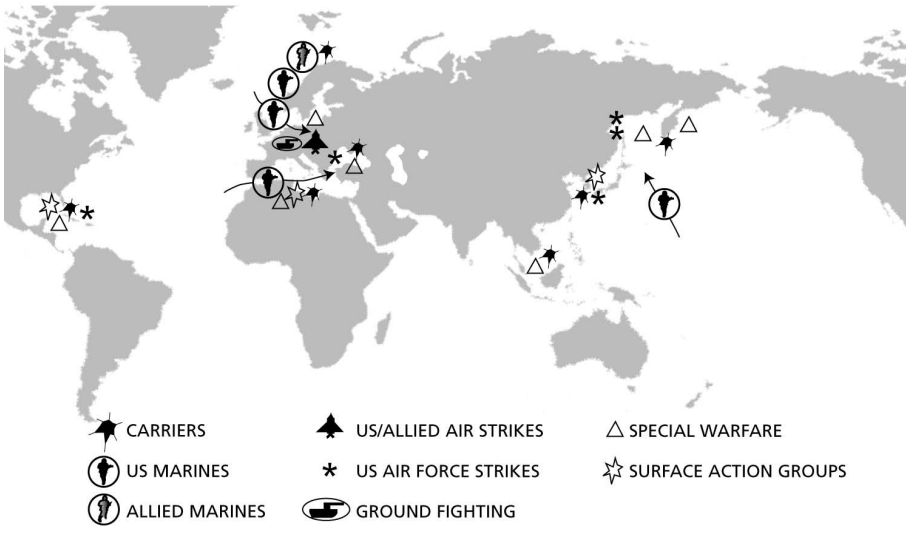 CARRIERS
US MARINES
ALLIED MARINES
US/ALLIED AIR STRIKES
US AIR FORCE STRIKES
GROUND FIGHTING
SPECIAL WARFARE
SURFACE ACTION GROUPS